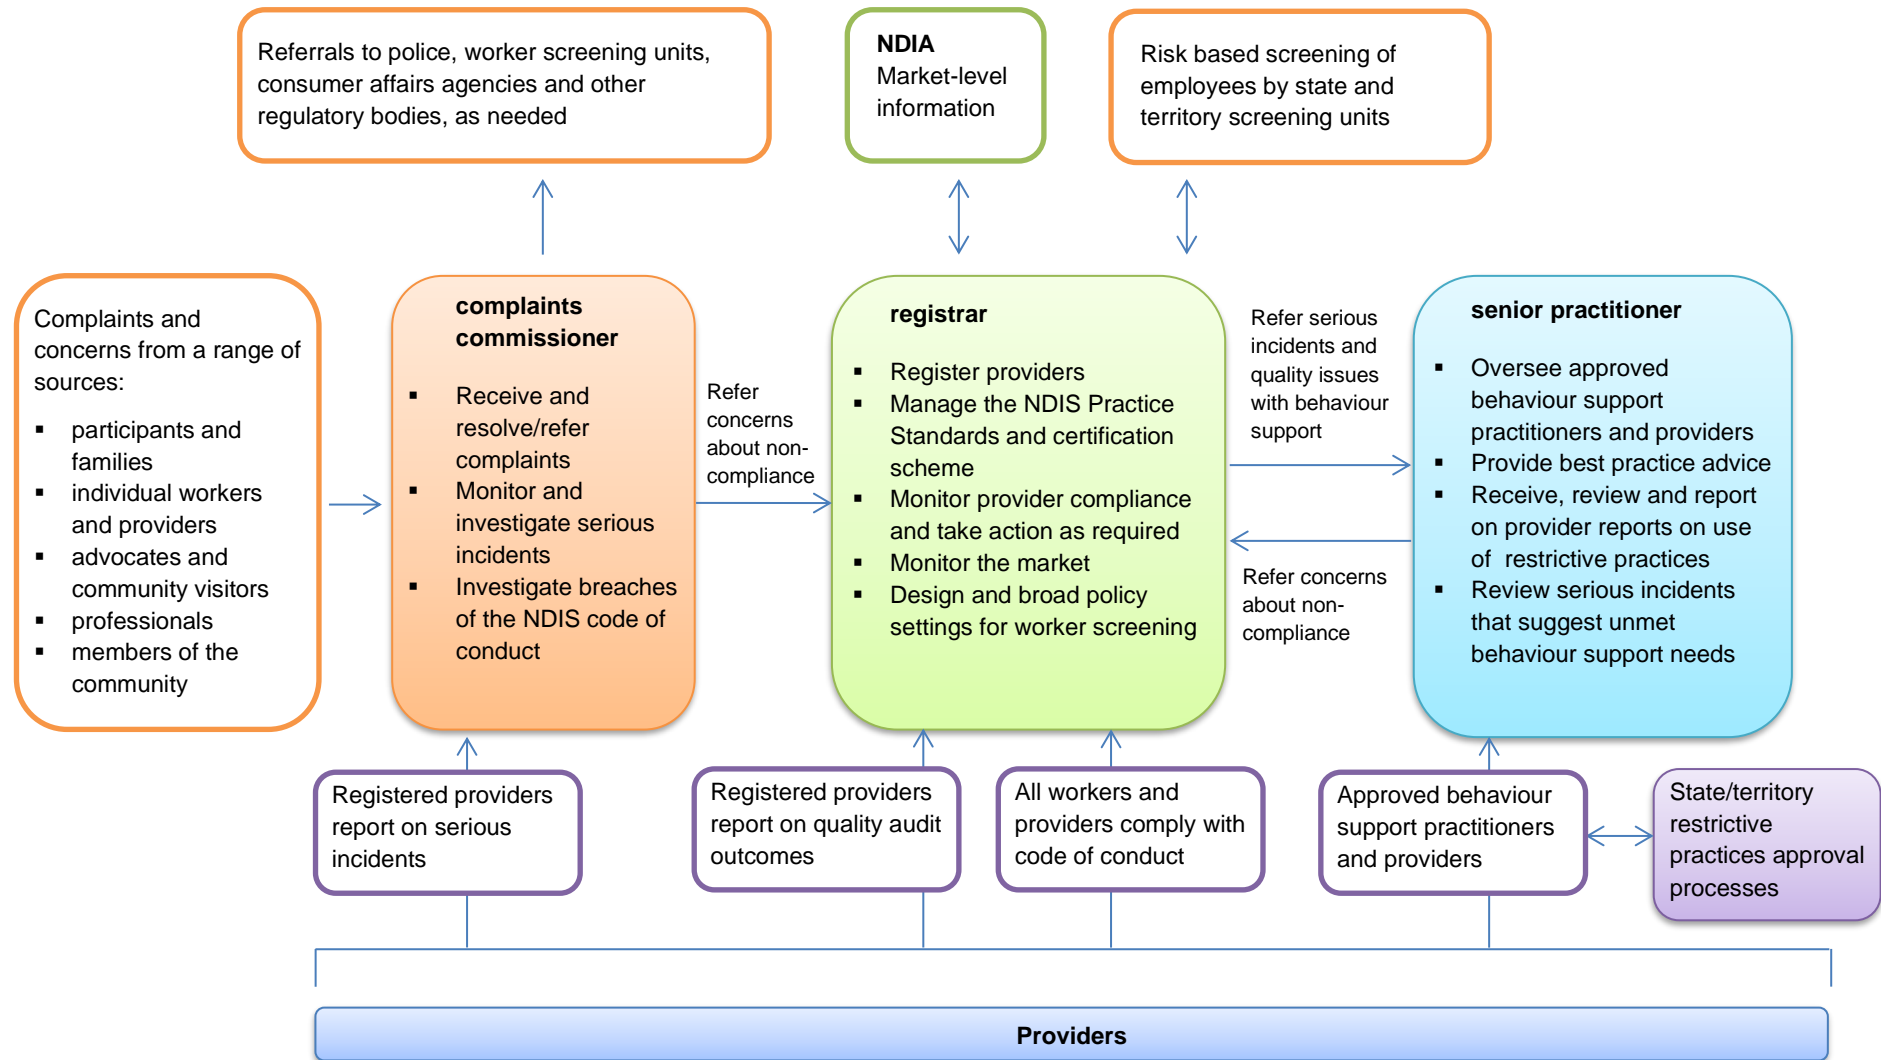 Referrals to police, worker screening units,
consumer affairs agencies and other
regulatory bodies, as needed
NDIA
Market-level
information
Risk based screening of
employees by state and
territory screening units
Complaints and
concerns from a range of
sources:
▪ participants and
families
▪ individual workers
and providers
▪ advocates and
community visitors
▪ professionals
▪ members of the
community
complaints
commissioner
▪ Receive and
resolve/refer
complaints
▪ Monitor and
investigate serious
incidents
▪ Investigate breaches
of the NDIS code of
conduct
Refer
concerns
about non-
compliance
registrar
▪ Register providers
▪ Manage the NDIS Practice
Standards and certification
scheme
▪ Monitor provider compliance
and take action as required
▪ Monitor the market
▪ Design and broad policy
settings for worker screening
Refer serious
incidents and
quality issues
with behaviour
support
Refer concerns
about non-
compliance
senior practitioner
▪ Oversee approved
behaviour support
practitioners and providers
▪ Provide best practice advice
▪ Receive, review and report
on provider reports on use
of restrictive practices
▪ Review serious incidents
that suggest unmet
behaviour support needs
Registered providers
report on serious
incidents
Registered providers
report on quality audit
outcomes
All workers and
providers comply with
code of conduct
Approved behaviour
support practitioners
and providers
State/territory
restrictive
practices approval
processes
Providers